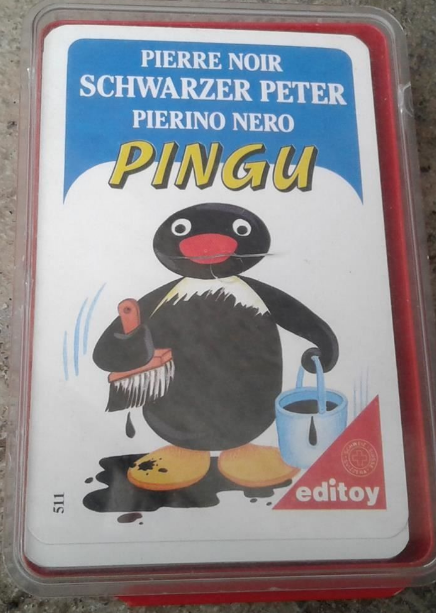 PIERRE NOIR
SCHWARZER PETER
PIERINO NERO
PINGU
511
editoy